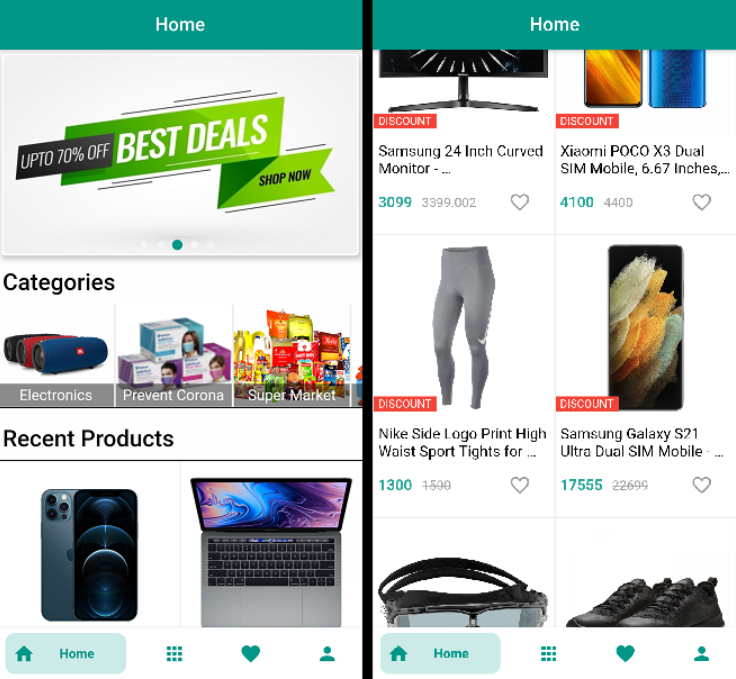 Home
UPTO 70% OFF
BEST DEALS
SHOP NOW
Categories
Electronics
Prevent Corona
Super Market
Recent Products
Home
Home
DISCOUNT
DISCOUNT
Samsung 24 Inch Curved
Monitor - ...
Xiaomi POCO X3 Dual
SIM Mobile, 6.67 Inches,...
3099 3399.002
4100 4400
DISCOUNT
DISCOUNT
Nike Side Logo Print High
Waist Sport Tights for ...
Samsung Galaxy S21
Ultra Dual SIM Mobile - ...
1300 1500
17555 22699
Home